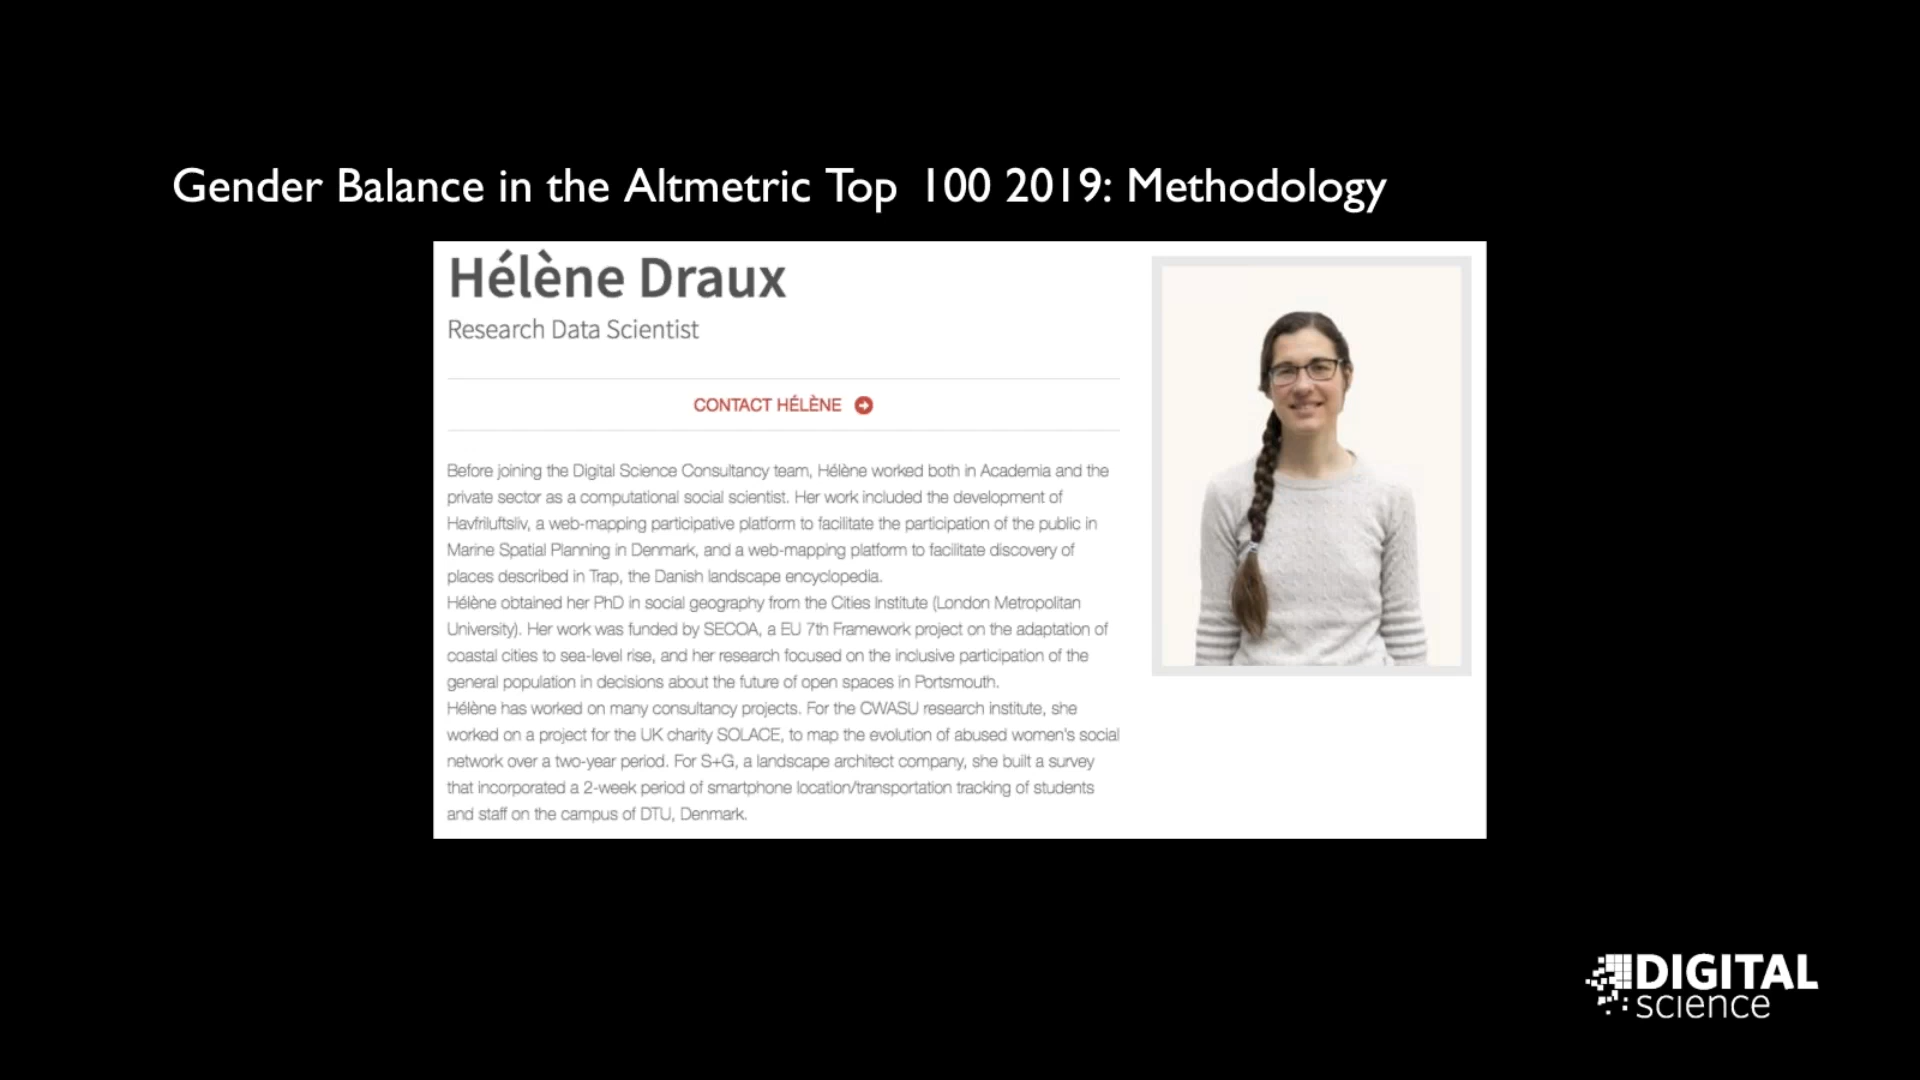 Gender Balance in the Altmetric Top 100 2019: Methodology
Hélène Draux
Research Data Scientist
CONTACT HÉLÈNE
Before joining the Digital Science Consultancy team, Hélène worked both in Academia and the
private sector as a computational social scientist. Her work included the development of
Havfriluftsliv, a web-mapping participative platform to facilitate the participation of the public in
Marine Spatial Planning in Denmark, and a web-mapping platform to facilitate discovery of
places described in Trap, the Danish landscape encyclopedia.
Hélène obtained her PhD in social geography from the Cities Institute (London Metropolitan
University). Her work was funded by SECOA, a EU 7th Framework project on the adaptation of
coastal cities to sea-level rise, and her research focused on the inclusive participation of the
general population in decisions about the future of open spaces in Portsmouth.
Hélène has worked on many consultancy projects. For the CWASU research institute, she
worked on a project for the UK charity SOLACE, to map the evolution of abused women's social
network over a two-year period. For S+G, a landscape architect company, she built a survey
that incorporated a 2-week period of smartphone location/transportation tracking of students
and staff on the campus of DTU, Denmark.
DIGITAL
science